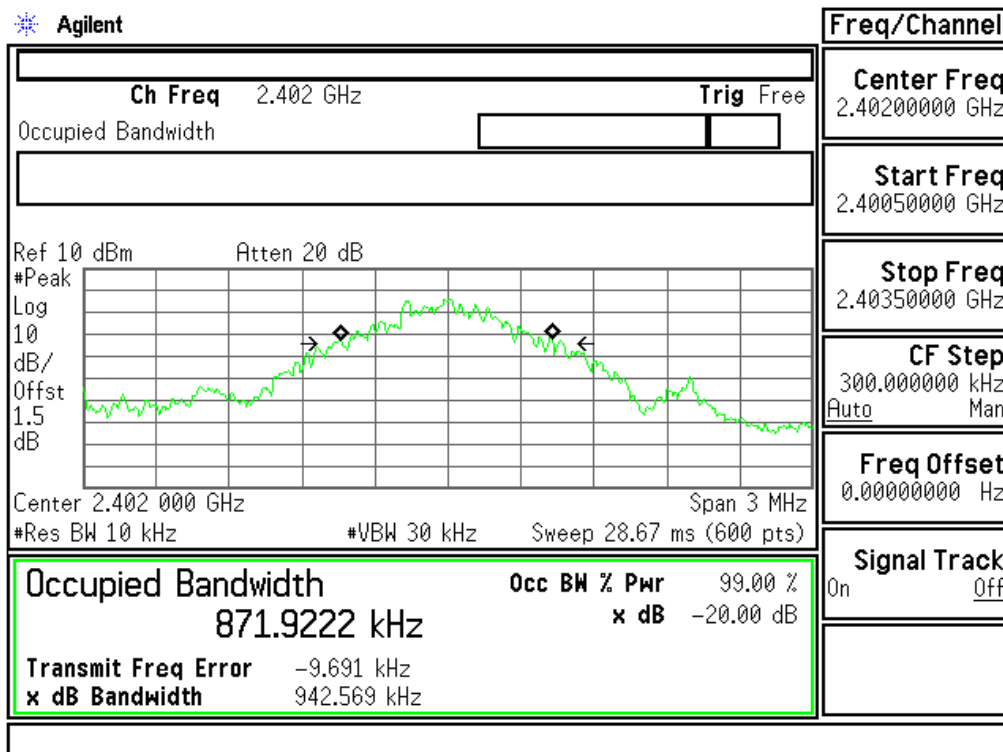 Agilent
Freq/Channel
Ch Freq 2.402 GHz
Trig Free
Occupied Bandwidth
Center Freq
2.40200000 GHz
Start Freq
2.40050000 GHz
Stop Freq
2.40350000 GHz
CF Step
300.000000 kHz
Auto Man
Freq Offset
0.00000000 Hz
Signal Track
On Off
Ref 10 dBm
Atten 20 dB
#Peak
Log
10
dB/
Offst
1.5
dB
Center 2.402 000 GHz
Span 3 MHz
#Res BW 10 kHz
#VBW 30 kHz
Sweep 28.67 ms (600 pts)
Occupied Bandwidth
871.9222 kHz
Occ BW % Pwr 99.00 %
x dB -20.00 dB
Transmit Freq Error -9.691 kHz
x dB Bandwidth 942.569 kHz